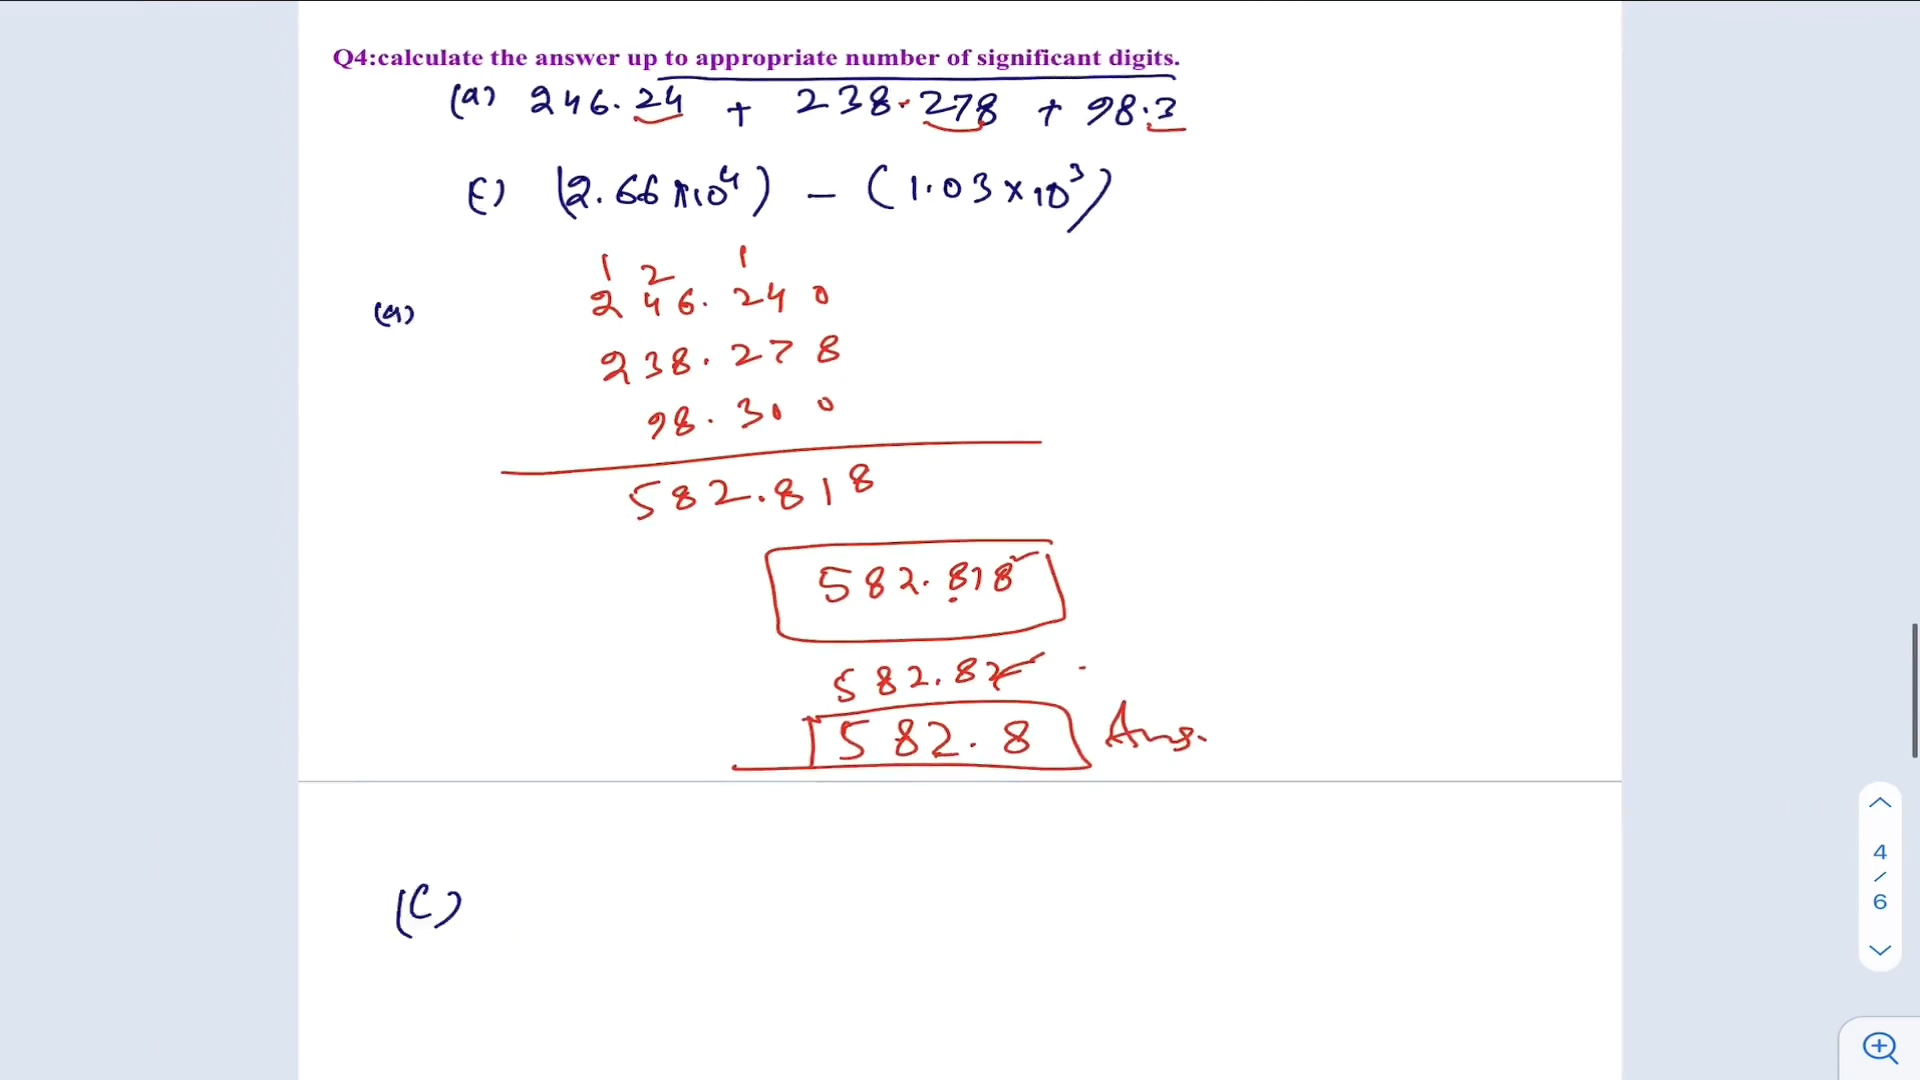 Q4:calculate the answer up to appropriate number of significant digits.
(a) 246.24 + 238.278 + 98.3
(c) (2.66×10⁴) – (1.03×10³)
1 2 1
(a) 246.240
238.278
98.300
582.818
582.818
582.82
582.8 Ans.
(C)
4
/
6